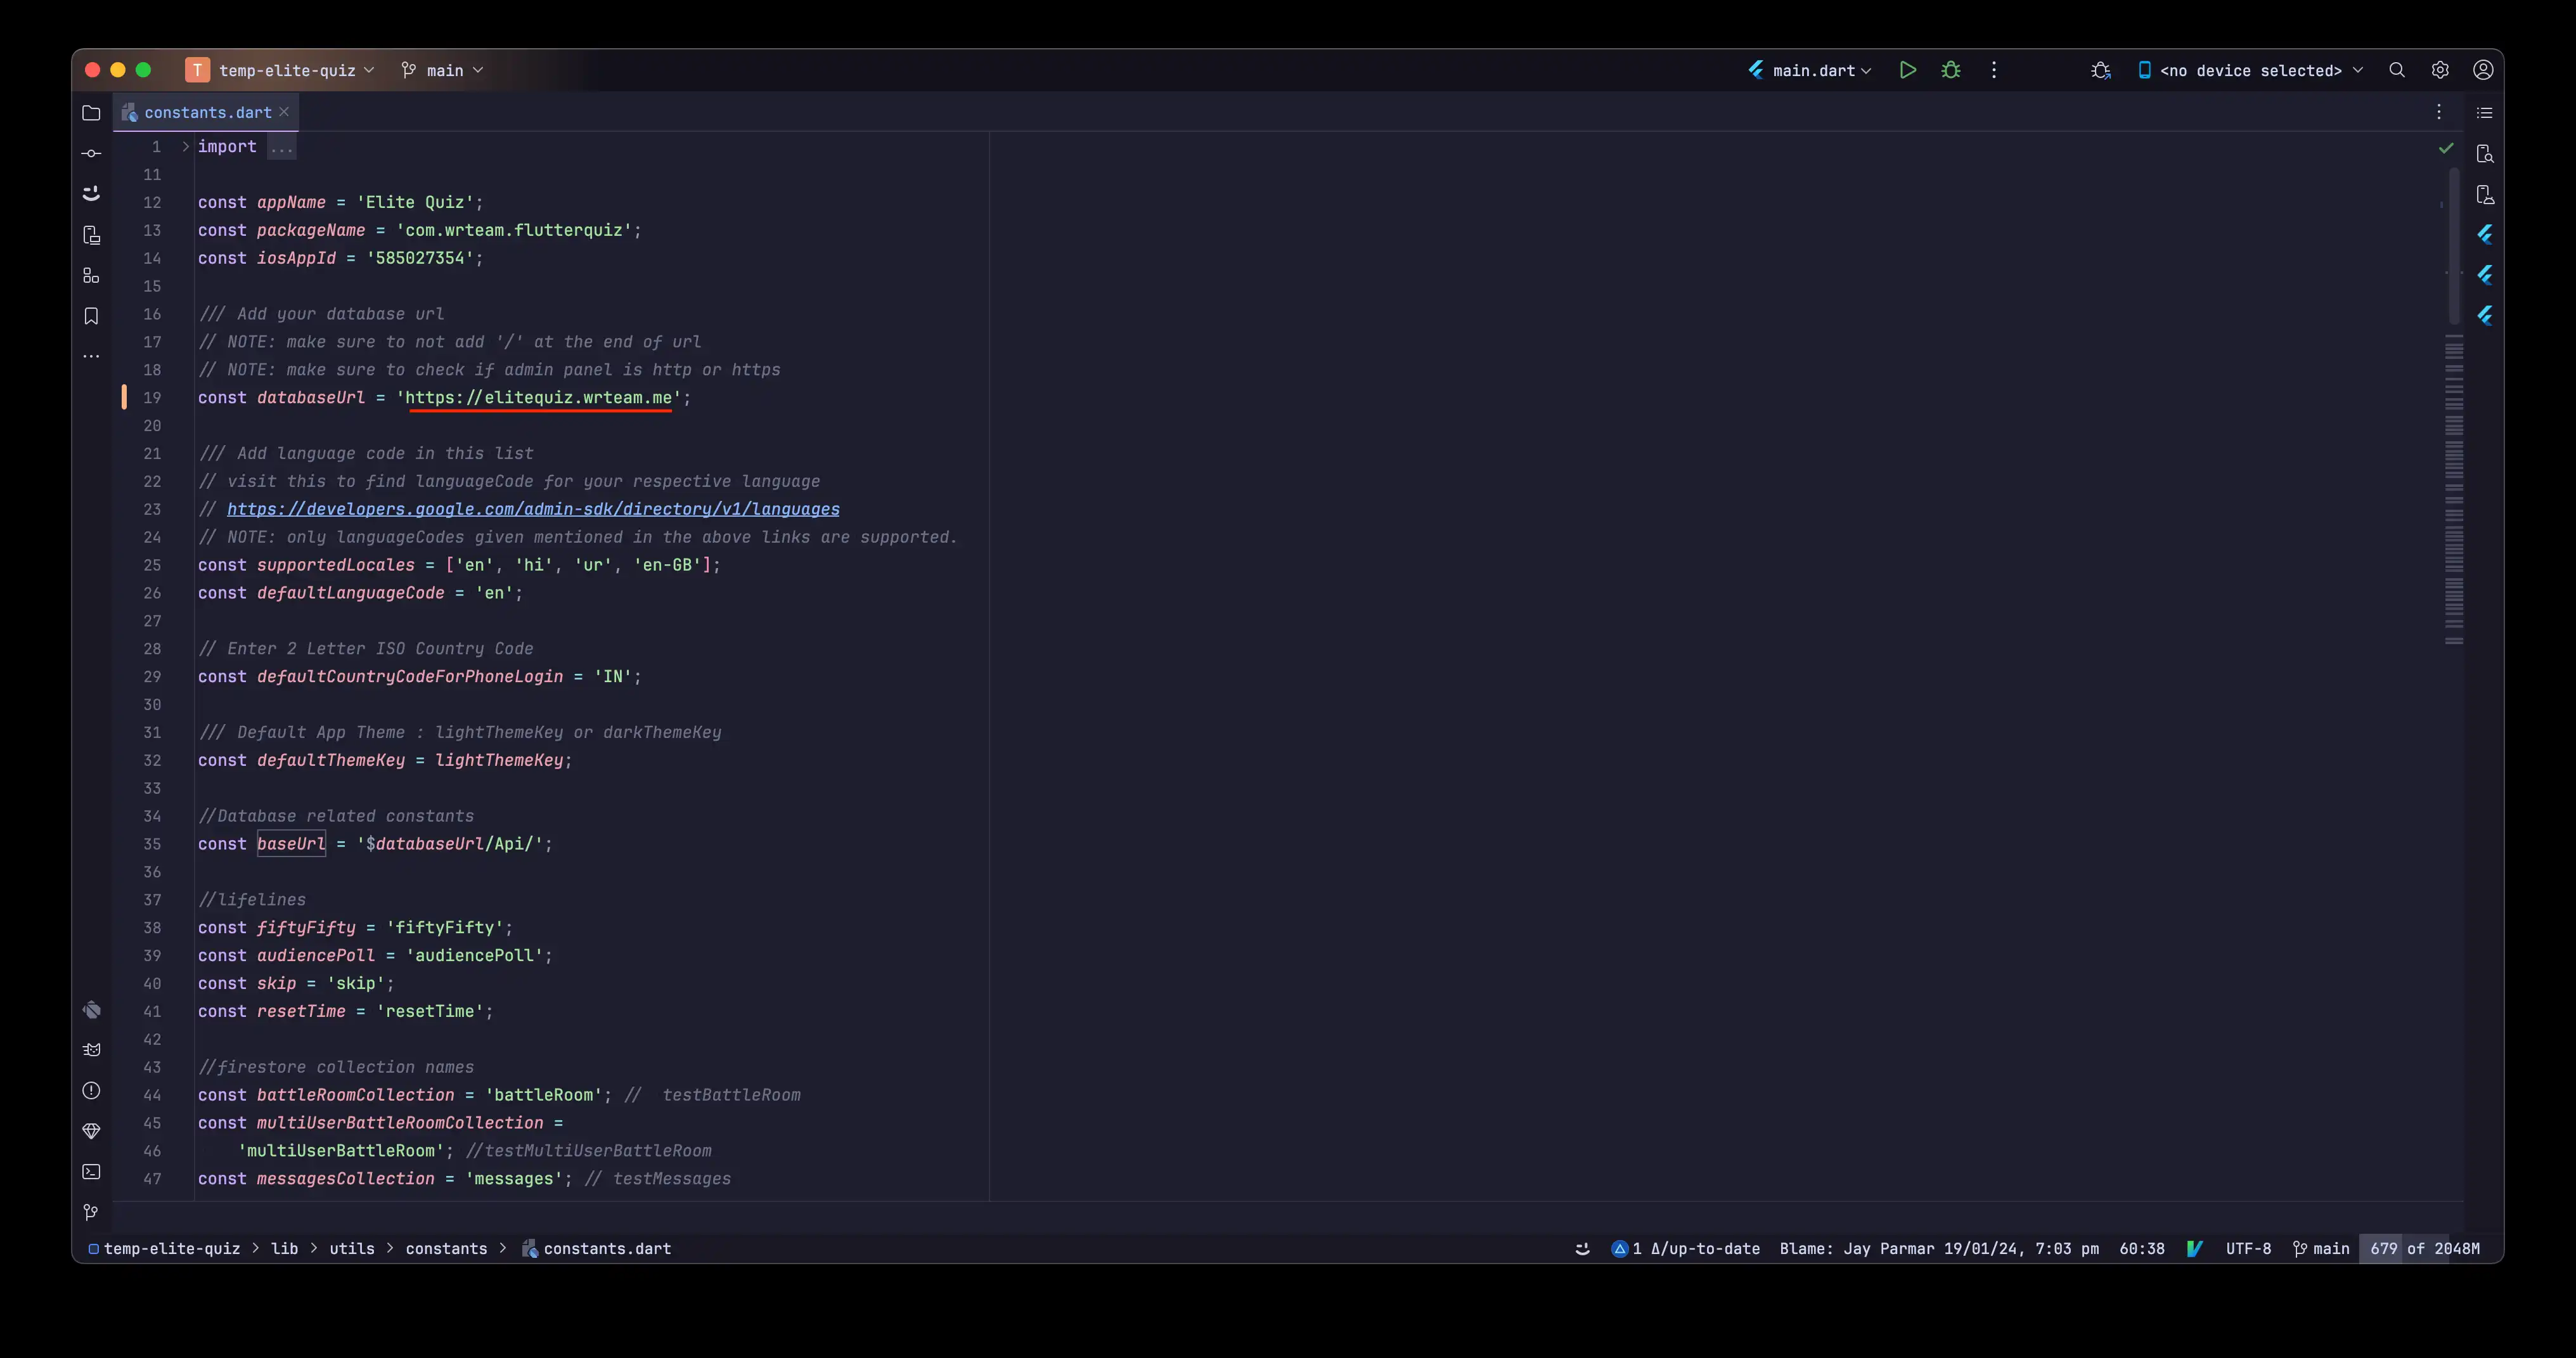 T temp-elite-quiz main main.dart <no device selected>
constants.dart
1 import ...
11
12 const appName = 'Elite Quiz';
13 const packageName = 'com.wrteam.flutterquiz';
14 const iosAppId = '585027354';
15
16 /// Add your database url
17 // NOTE: make sure to not add '/' at the end of url
18 // NOTE: make sure to check if admin panel is http or https
19 const databaseUrl = 'https://elitequiz.wrteam.me';
20
21 /// Add language code in this list
22 // visit this to find languageCode for your respective language
23 // https://developers.google.com/admin-sdk/directory/v1/languages
24 // NOTE: only languageCodes given mentioned in the above links are supported.
25 const supportedLocales = ['en', 'hi', 'ur', 'en-GB'];
26 const defaultLanguageCode = 'en';
27
28 // Enter 2 Letter ISO Country Code
29 const defaultCountryCodeForPhoneLogin = 'IN';
30
31 /// Default App Theme : lightThemeKey or darkThemeKey
32 const defaultThemeKey = lightThemeKey;
33
34 //Database related constants
35 const baseUrl = '$databaseUrl/Api/';
36
37 //lifelines
38 const fiftyFifty = 'fiftyFifty';
39 const audiencePoll = 'audiencePoll';
40 const skip = 'skip';
41 const resetTime = 'resetTime';
42
43 //firestore collection names
44 const battleRoomCollection = 'battleRoom'; //  testBattleRoom
45 const multiUserBattleRoomCollection =
46     'multiUserBattleRoom'; //testMultiUserBattleRoom
47 const messagesCollection = 'messages'; // testMessages
temp-elite-quiz > lib > utils > constants > constants.dart 1 Δ/up-to-date Blame: Jay Parmar 19/01/24, 7:03 pm 60:38 UTF-8 main 679 of 2048M